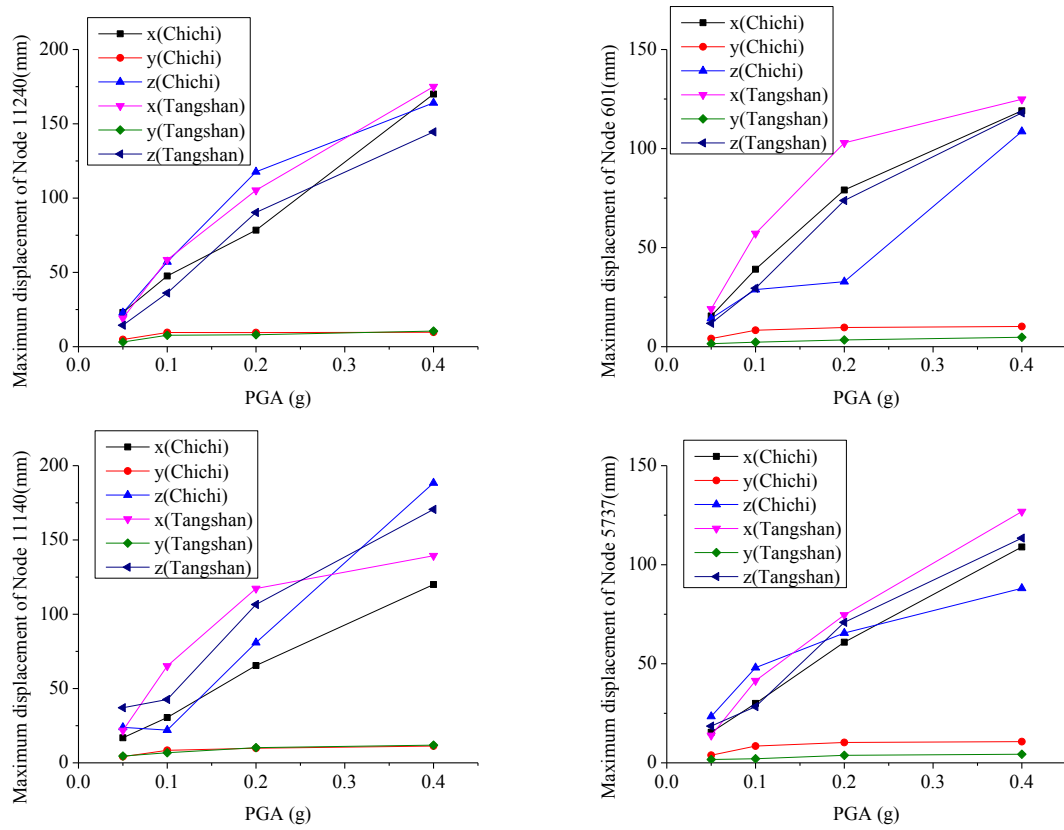 Maximum displacement of Node 11240(mm)
200
150
100
50
0
x(Chichi)
y(Chichi)
z(Chichi)
x(Tangshan)
y(Tangshan)
z(Tangshan)
0.0 0.1 0.2 0.3 0.4
PGA (g)
Maximum displacement of Node 601(mm)
150
100
50
0
x(Chichi)
y(Chichi)
z(Chichi)
x(Tangshan)
y(Tangshan)
z(Tangshan)
0.0 0.1 0.2 0.3 0.4
PGA (g)
Maximum displacement of Node 11140(mm)
200
150
100
50
0
x(Chichi)
y(Chichi)
z(Chichi)
x(Tangshan)
y(Tangshan)
z(Tangshan)
0.0 0.1 0.2 0.3 0.4
PGA (g)
Maximum displacement of Node 5737(mm)
150
100
50
0
x(Chichi)
y(Chichi)
z(Chichi)
x(Tangshan)
y(Tangshan)
z(Tangshan)
0.0 0.1 0.2 0.3 0.4
PGA (g)